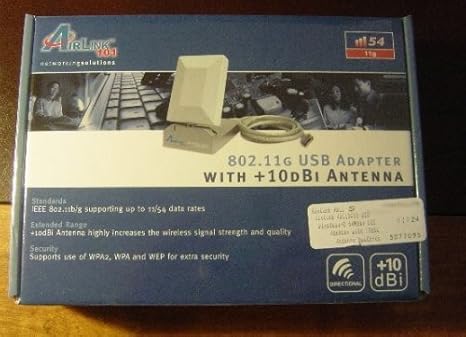 AIRLINK 101
networkingsolutions
54
11g
802.11G USB ADAPTER
WITH +10DBI ANTENNA
Standards
IEEE 802.11b/g supporting up to 11/54 data rates
Extended Range
+10dBi Antenna highly increases the wireless signal strength and quality
Security
Supports use of WPA2, WPA and WEP for extra security
DIRECTIONAL
+10
dBi